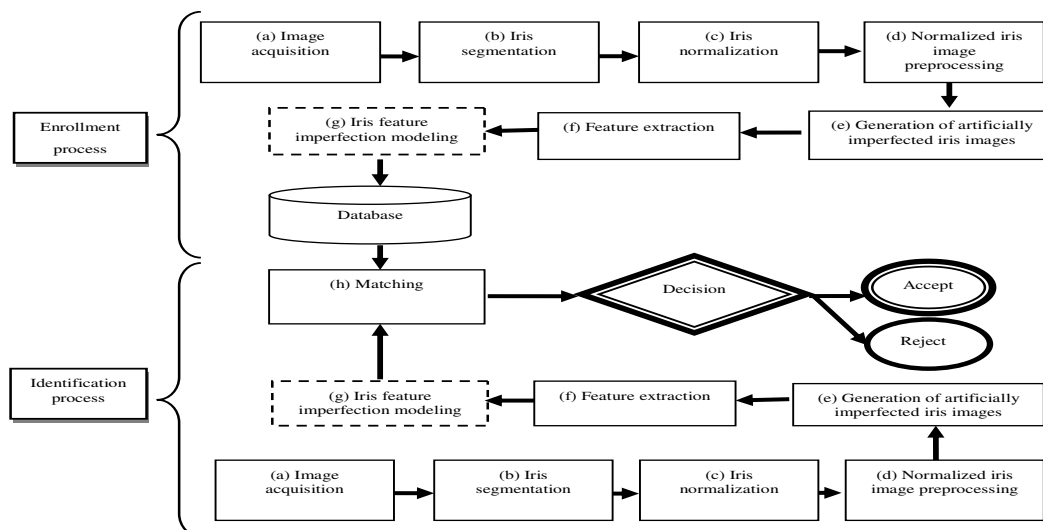 (a) Image
acquisition
(b) Iris
segmentation
(c) Iris
normalization
(d) Normalized iris
image
preprocessing
Enrollment
process
(g) Iris feature
imperfection modeling
(f) Feature extraction
(e) Generation of artificially
imperfected iris images
Database
(h) Matching
Decision
Accept
Reject
Identification
process
(g) Iris feature
imperfection modeling
(f) Feature extraction
(e) Generation of artificially
imperfected iris images
(a) Image
acquisition
(b) Iris
segmentation
(c) Iris
normalization
(d) Normalized iris
image preprocessing